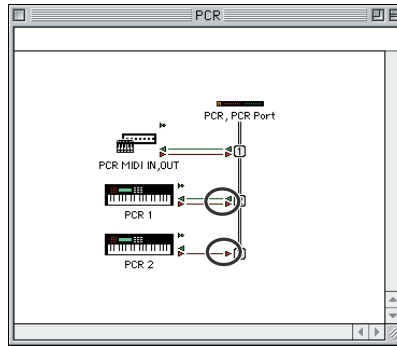 PCR
PCR, PCR Port
1
PCR MIDI IN,OUT
PCR 1
PCR 2